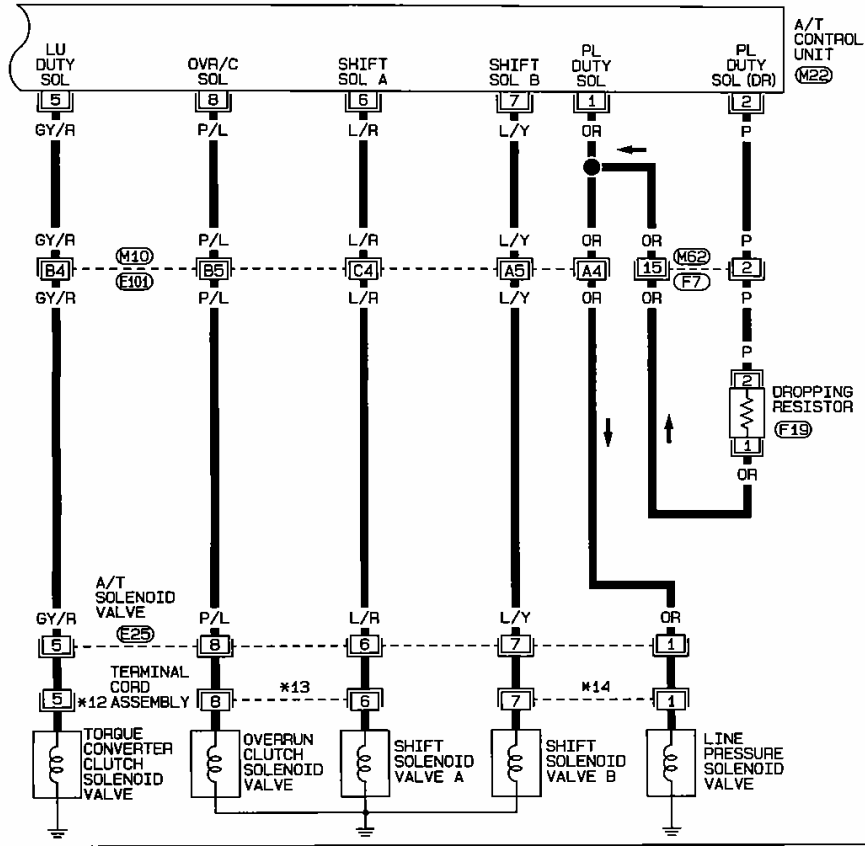 A/T
CONTROL
UNIT
M22
LU
DUTY
SOL
OVR/C
SOL
SHIFT
SOL A
SHIFT
SOL B
PL
DUTY
SOL
PL
DUTY
SOL (DR)
5 8 6 7 1 2
GY/R P/L L/R L/Y OR P
GY/R P/L L/R L/Y OR OR P
M10 M62
B4 B5 C4 A5 A4 15 2
E101 F7
GY/R P/L L/R L/Y OR OR P
P
2
DROPPING
RESISTOR
F19
1
OR
A/T
SOLENOID
VALVE
E25
GY/R P/L L/R L/Y OR
5 8 6 7 1
TERMINAL
CORD
ASSEMBLY
5 *12 8 *13 6 7 *14 1
TORQUE
CONVERTER
CLUTCH
SOLENOID
VALVE
OVERRUN
CLUTCH
SOLENOID
VALVE
SHIFT
SOLENOID
VALVE A
SHIFT
SOLENOID
VALVE B
LINE
PRESSURE
SOLENOID
VALVE